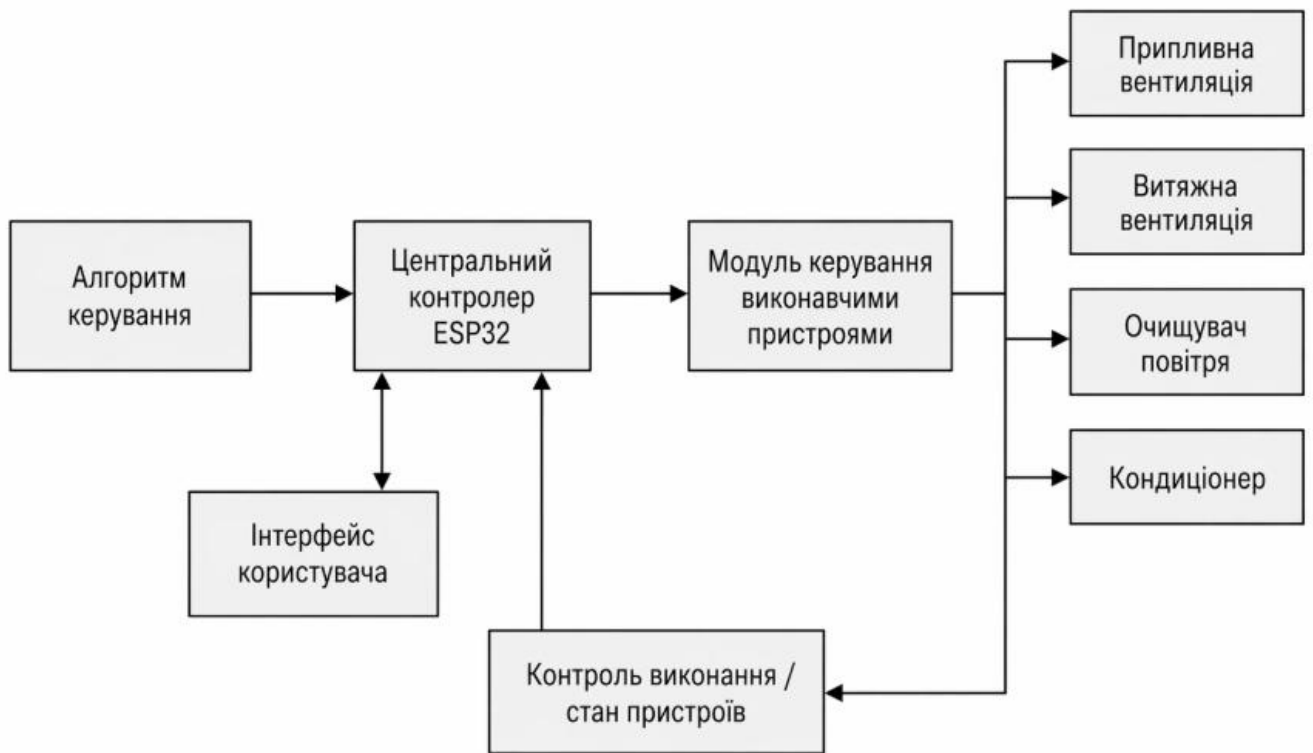 Припливна
вентиляція
Витяжна
вентиляція
Алгоритм
керування
Центральний
контролер
ESP32
Модуль керування
виконавчими
пристроями
Очищувач
повітря
Кондиціонер
Інтерфейс
користувача
Контроль виконання /
стан пристроїв